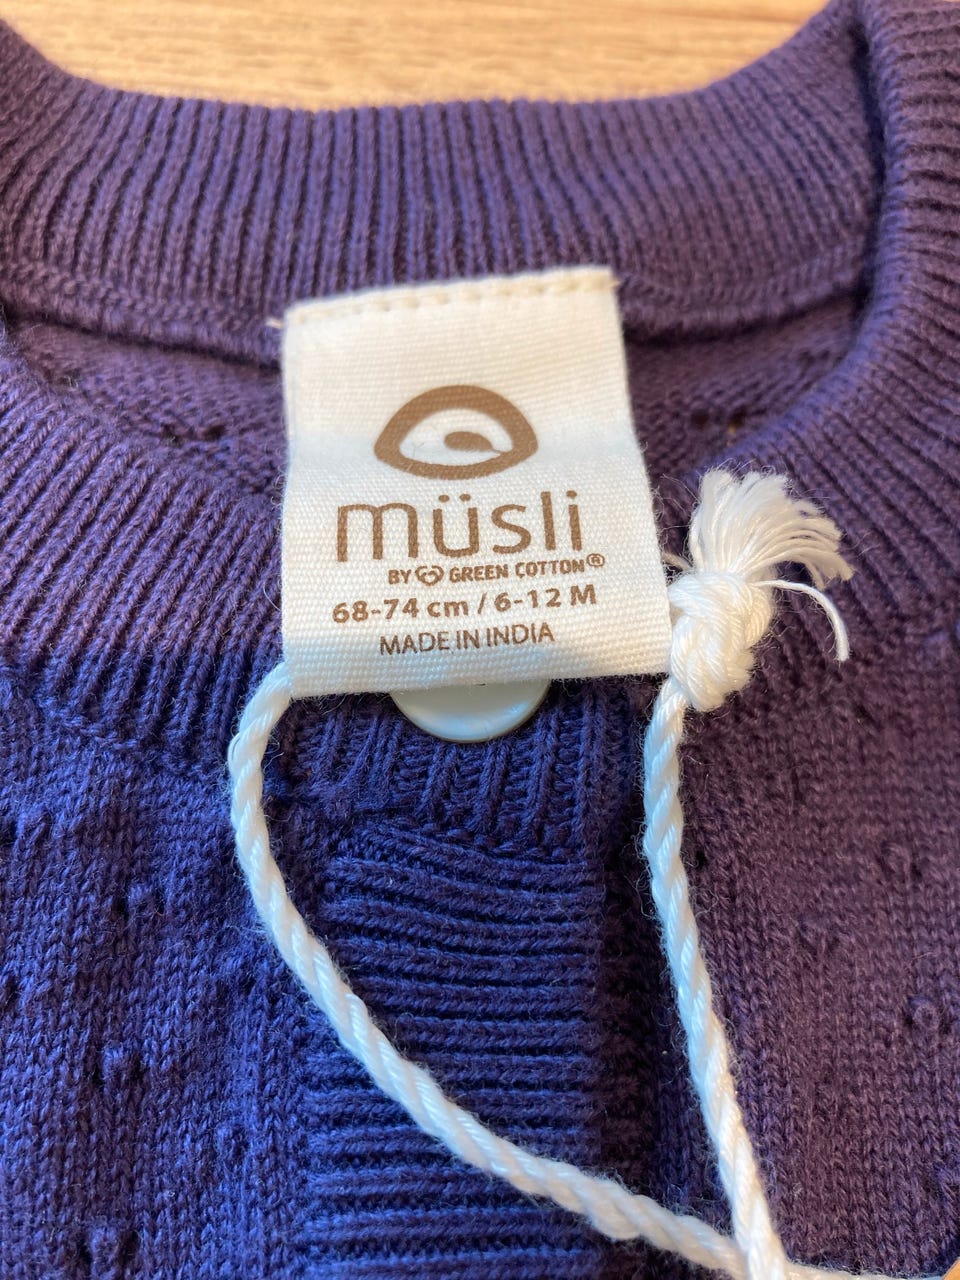 müsli
BY GREEN COTTON®
68-74 cm / 6-12 M
MADE IN INDIA